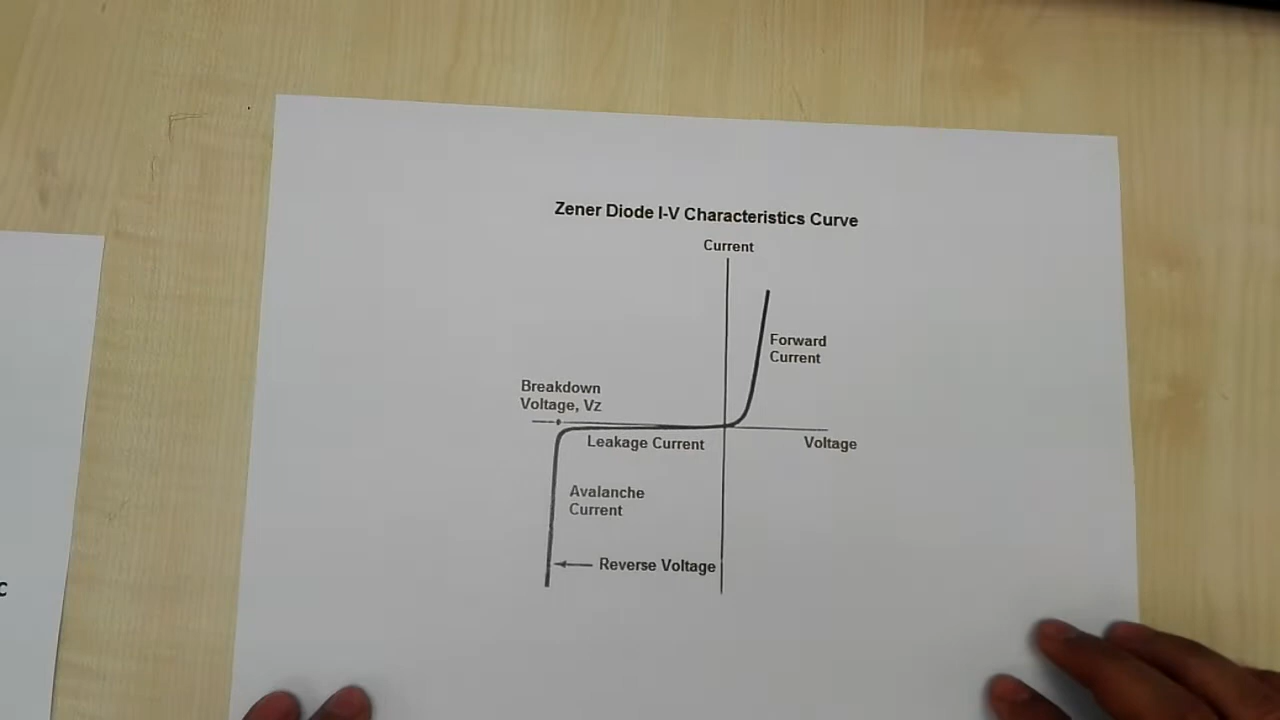 Zener Diode I-V Characteristics Curve
Current
Forward
Current
Breakdown
Voltage, Vz
Leakage Current
Voltage
Avalanche
Current
Reverse Voltage
c